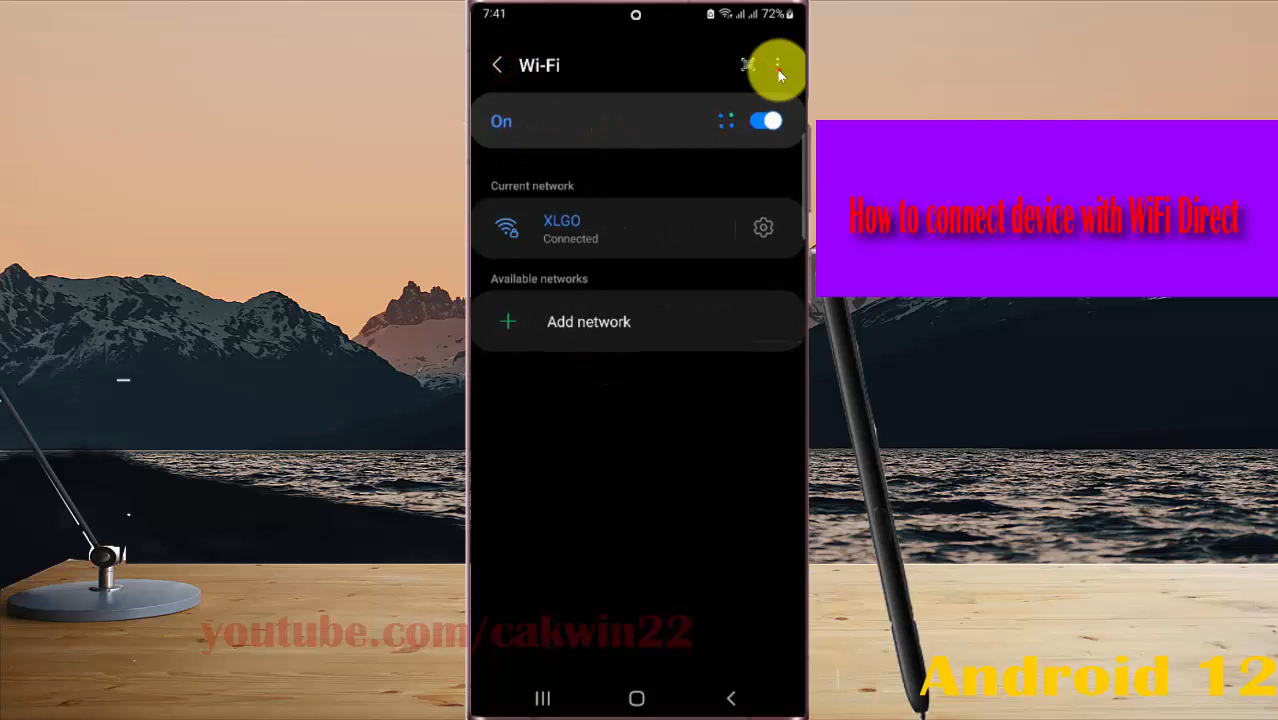 7:41
72%
Wi-Fi
On
Current network
XLGO
Connected
Available networks
Add network
How to connect device with WiFi Direct
youtube.com/cakwin22
Android 12